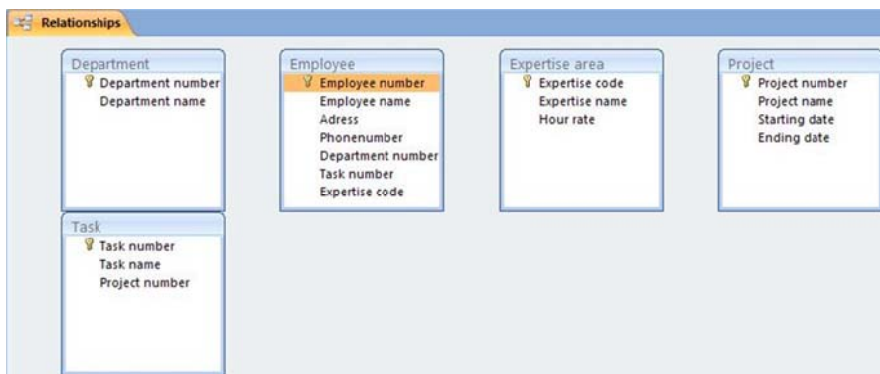 Relationships
Department
Department number
Department name
Employee
Employee number
Employee name
Adress
Phonenumber
Department number
Task number
Expertise code
Expertise area
Expertise code
Expertise name
Hour rate
Project
Project number
Project name
Starting date
Ending date
Task
Task number
Task name
Project number